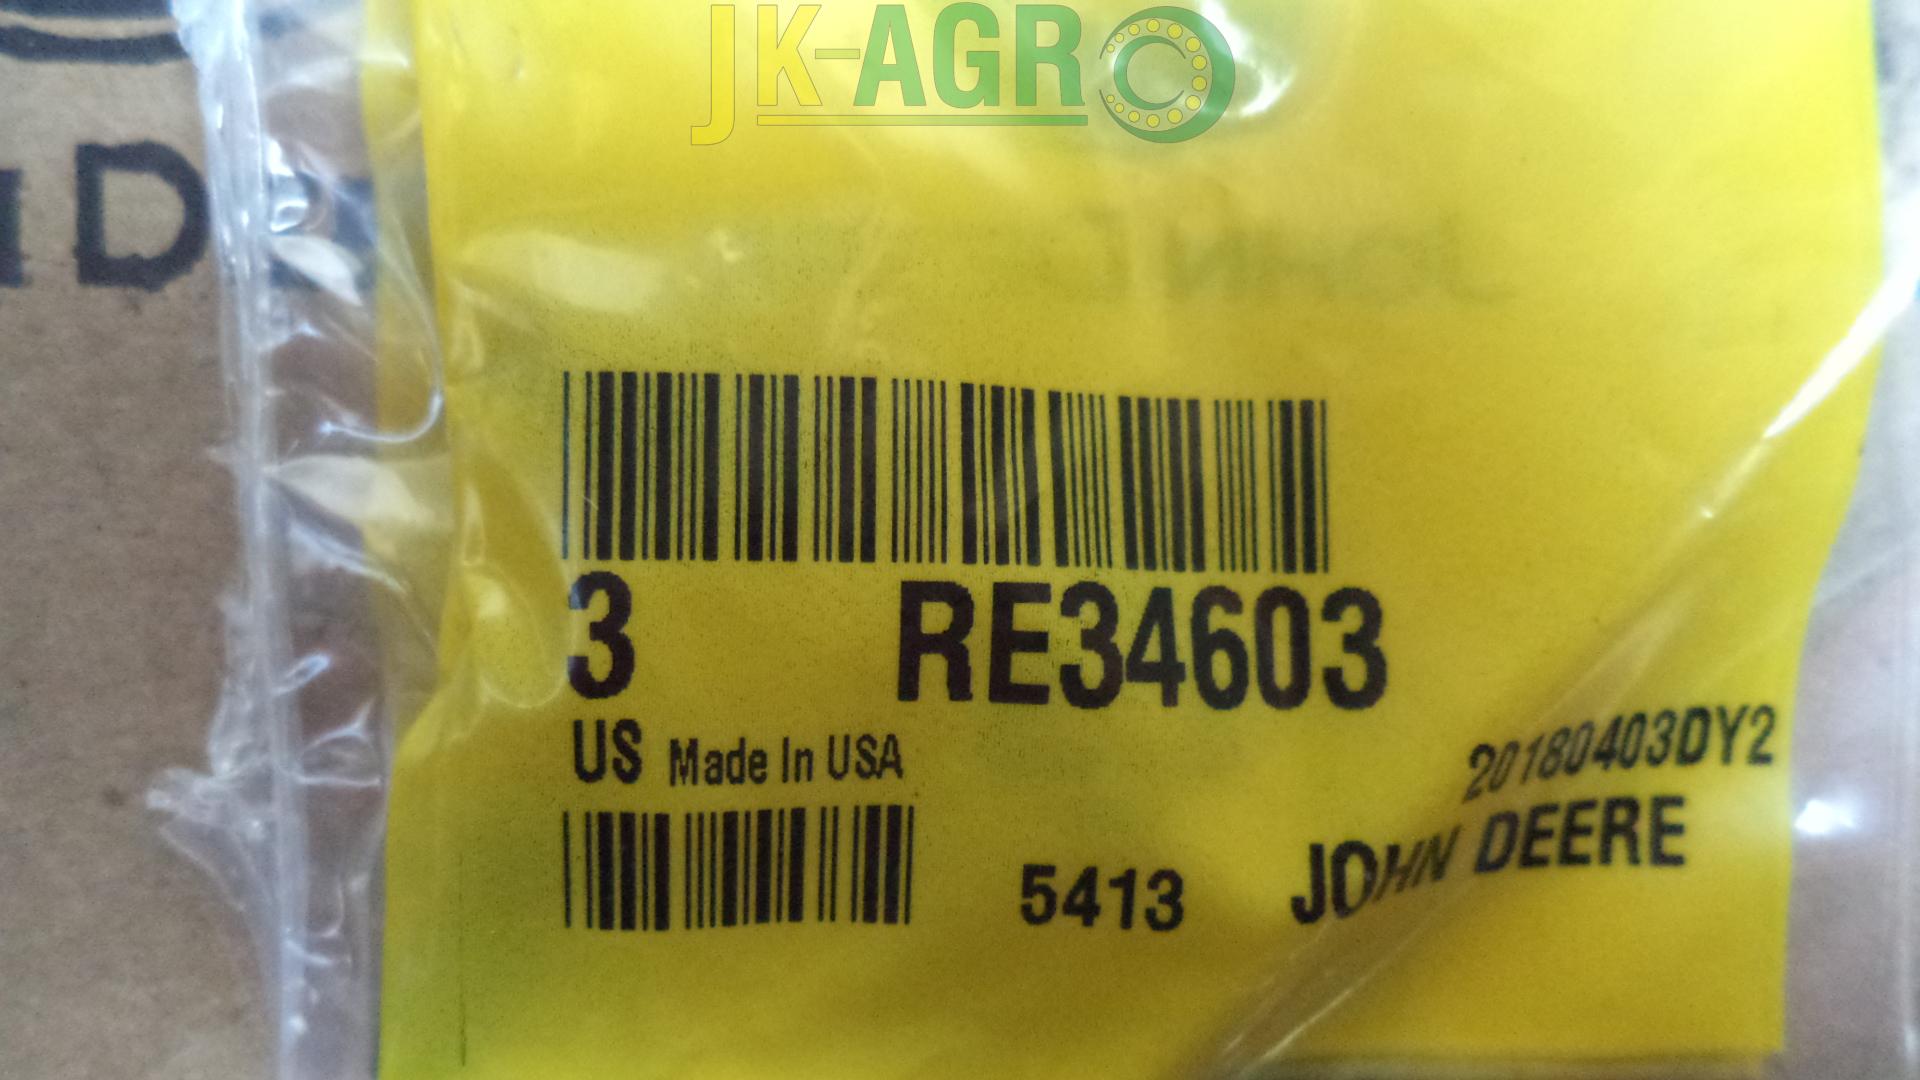 JK-AGRO
3 RE34603
US Made In USA
20180403DY2
5413 JOHN DEERE